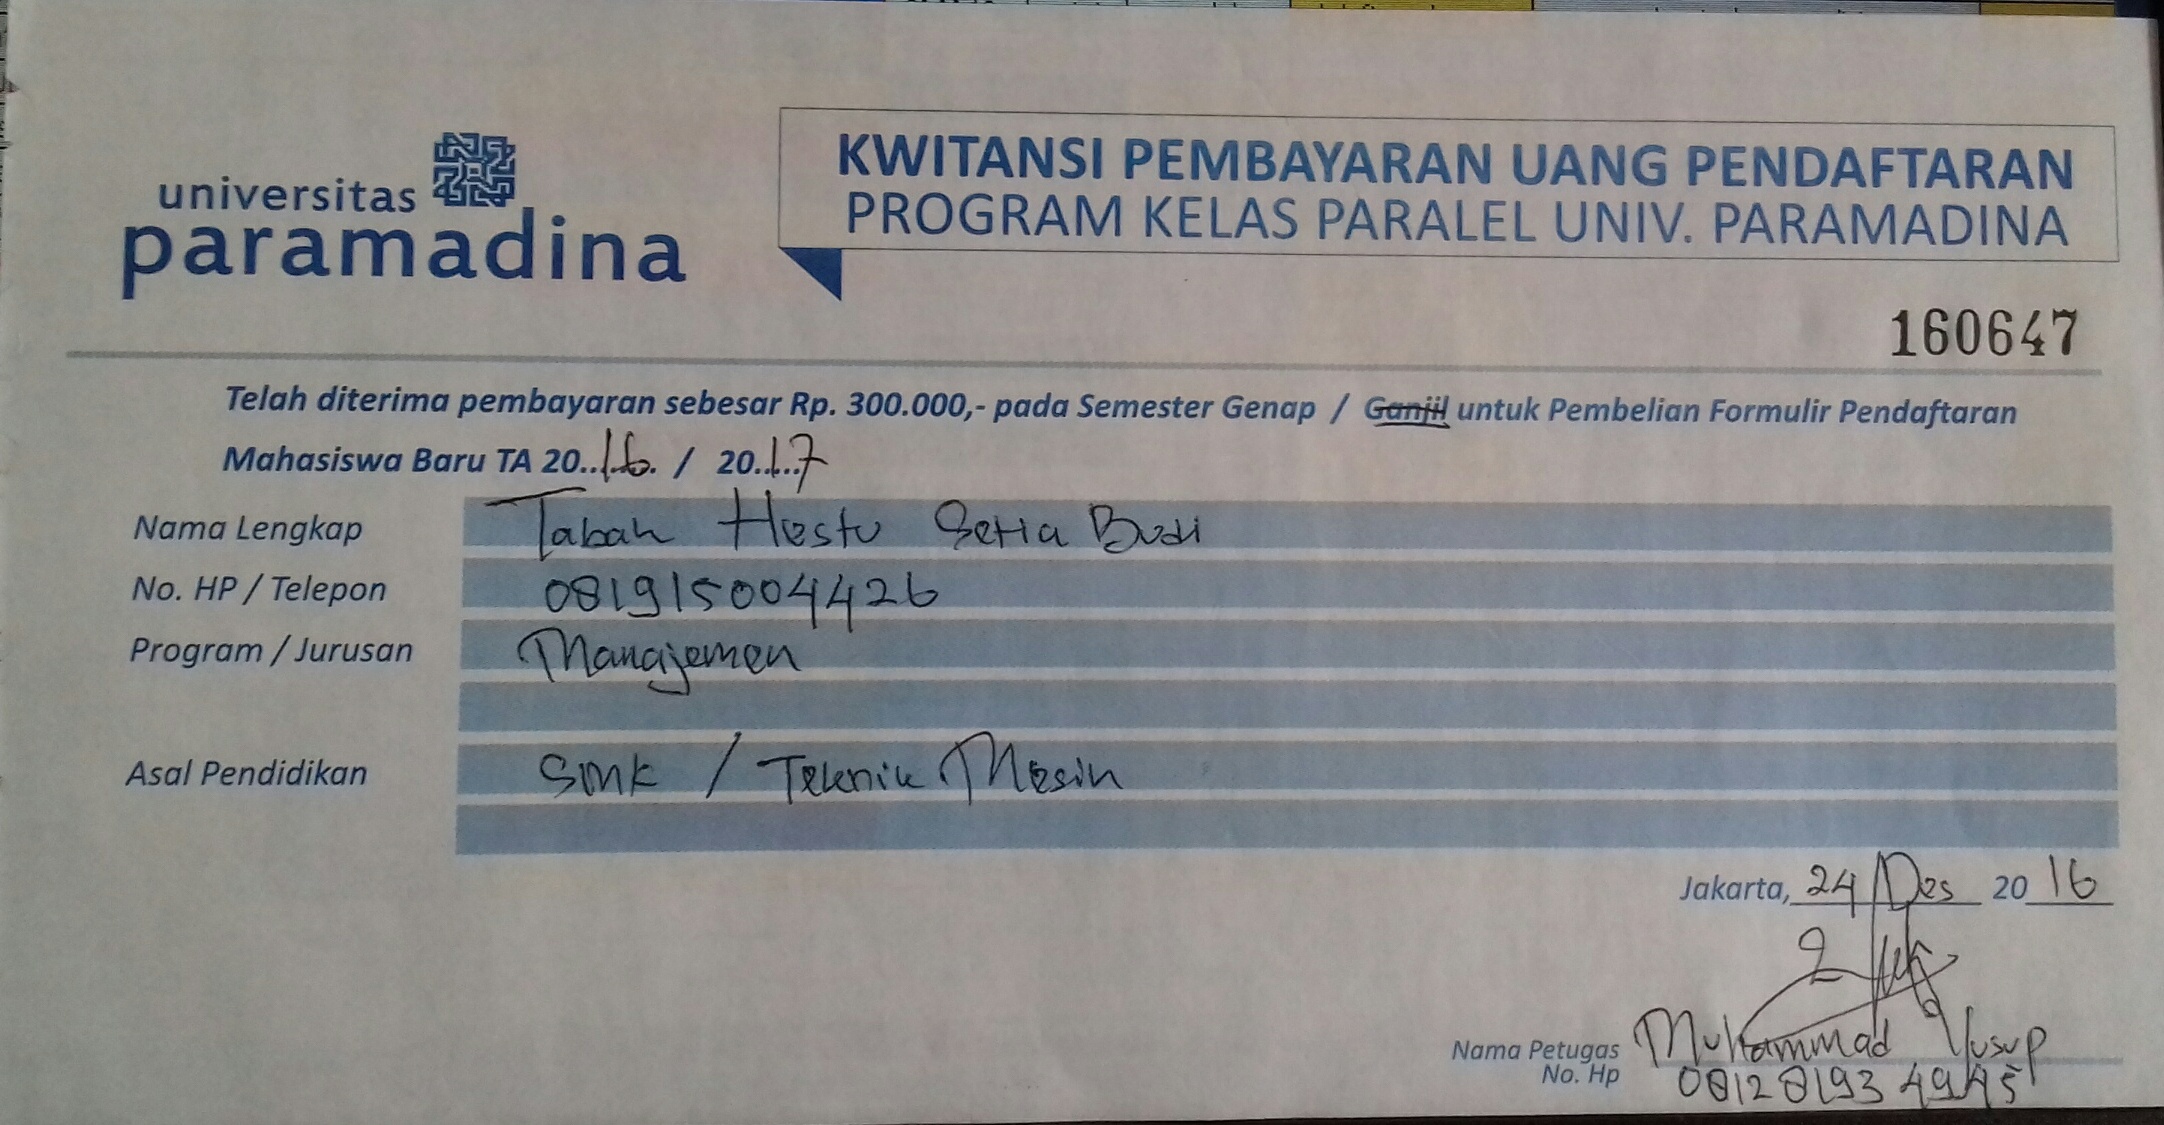 universitas
paramadina
KWITANSI PEMBAYARAN UANG PENDAFTARAN
PROGRAM KELAS PARALEL UNIV. PARAMADINA
160647
Telah diterima pembayaran sebesar Rp. 300.000,- pada Semester Genap / Ganjil untuk Pembelian Formulir Pendaftaran
Mahasiswa Baru TA 20..16. / 20.17
Nama Lengkap Tabah Hestu Setia Budi
No. HP / Telepon 081915004426
Program / Jurusan Manajemen
Asal Pendidikan SMK / Teknik Mesin
Jakarta, 24 Des 2016
Nama Petugas Muhammad Yusup
No. Hp 081281934945